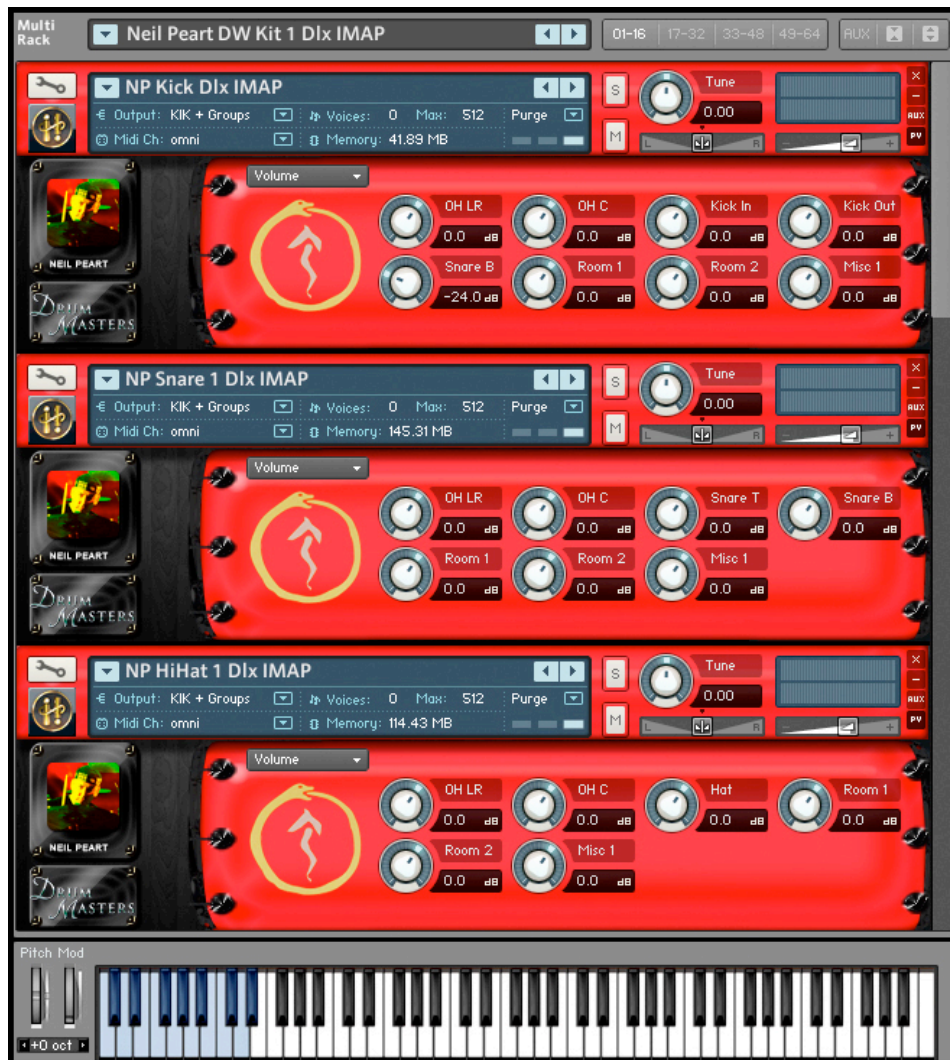 Multi Rack
Neil Peart DW Kit 1 Dlx IMAP
01-16 17-32 33-48 49-64 AUX
NP Kick Dlx IMAP
Output: KIK + Groups Voices: 0 Max: 512 Purge
Midi Ch: omni Memory: 41.89 MB
S
M
Tune
0.00
L R
- +
×
-
AUX
PV
NEIL PEART
DRUM MASTERS
Volume
OH LR OH C Kick In Kick Out
0.0 dB 0.0 dB 0.0 dB 0.0 dB
Snare B Room 1 Room 2 Misc 1
-24.0 dB 0.0 dB 0.0 dB 0.0 dB
NP Snare 1 Dlx IMAP
Output: KIK + Groups Voices: 0 Max: 512 Purge
Midi Ch: omni Memory: 145.31 MB
S
M
Tune
0.00
L R
- +
×
-
AUX
PV
NEIL PEART
DRUM MASTERS
Volume
OH LR OH C Snare T Snare B
0.0 dB 0.0 dB 0.0 dB 0.0 dB
Room 1 Room 2 Misc 1
0.0 dB 0.0 dB 0.0 dB
NP HiHat 1 Dlx IMAP
Output: KIK + Groups Voices: 0 Max: 512 Purge
Midi Ch: omni Memory: 114.43 MB
S
M
Tune
0.00
L R
- +
×
-
AUX
PV
NEIL PEART
DRUM MASTERS
Volume
OH LR OH C Hat Room 1
0.0 dB 0.0 dB 0.0 dB 0.0 dB
Room 2 Misc 1
0.0 dB 0.0 dB
Pitch Mod
+0 oct